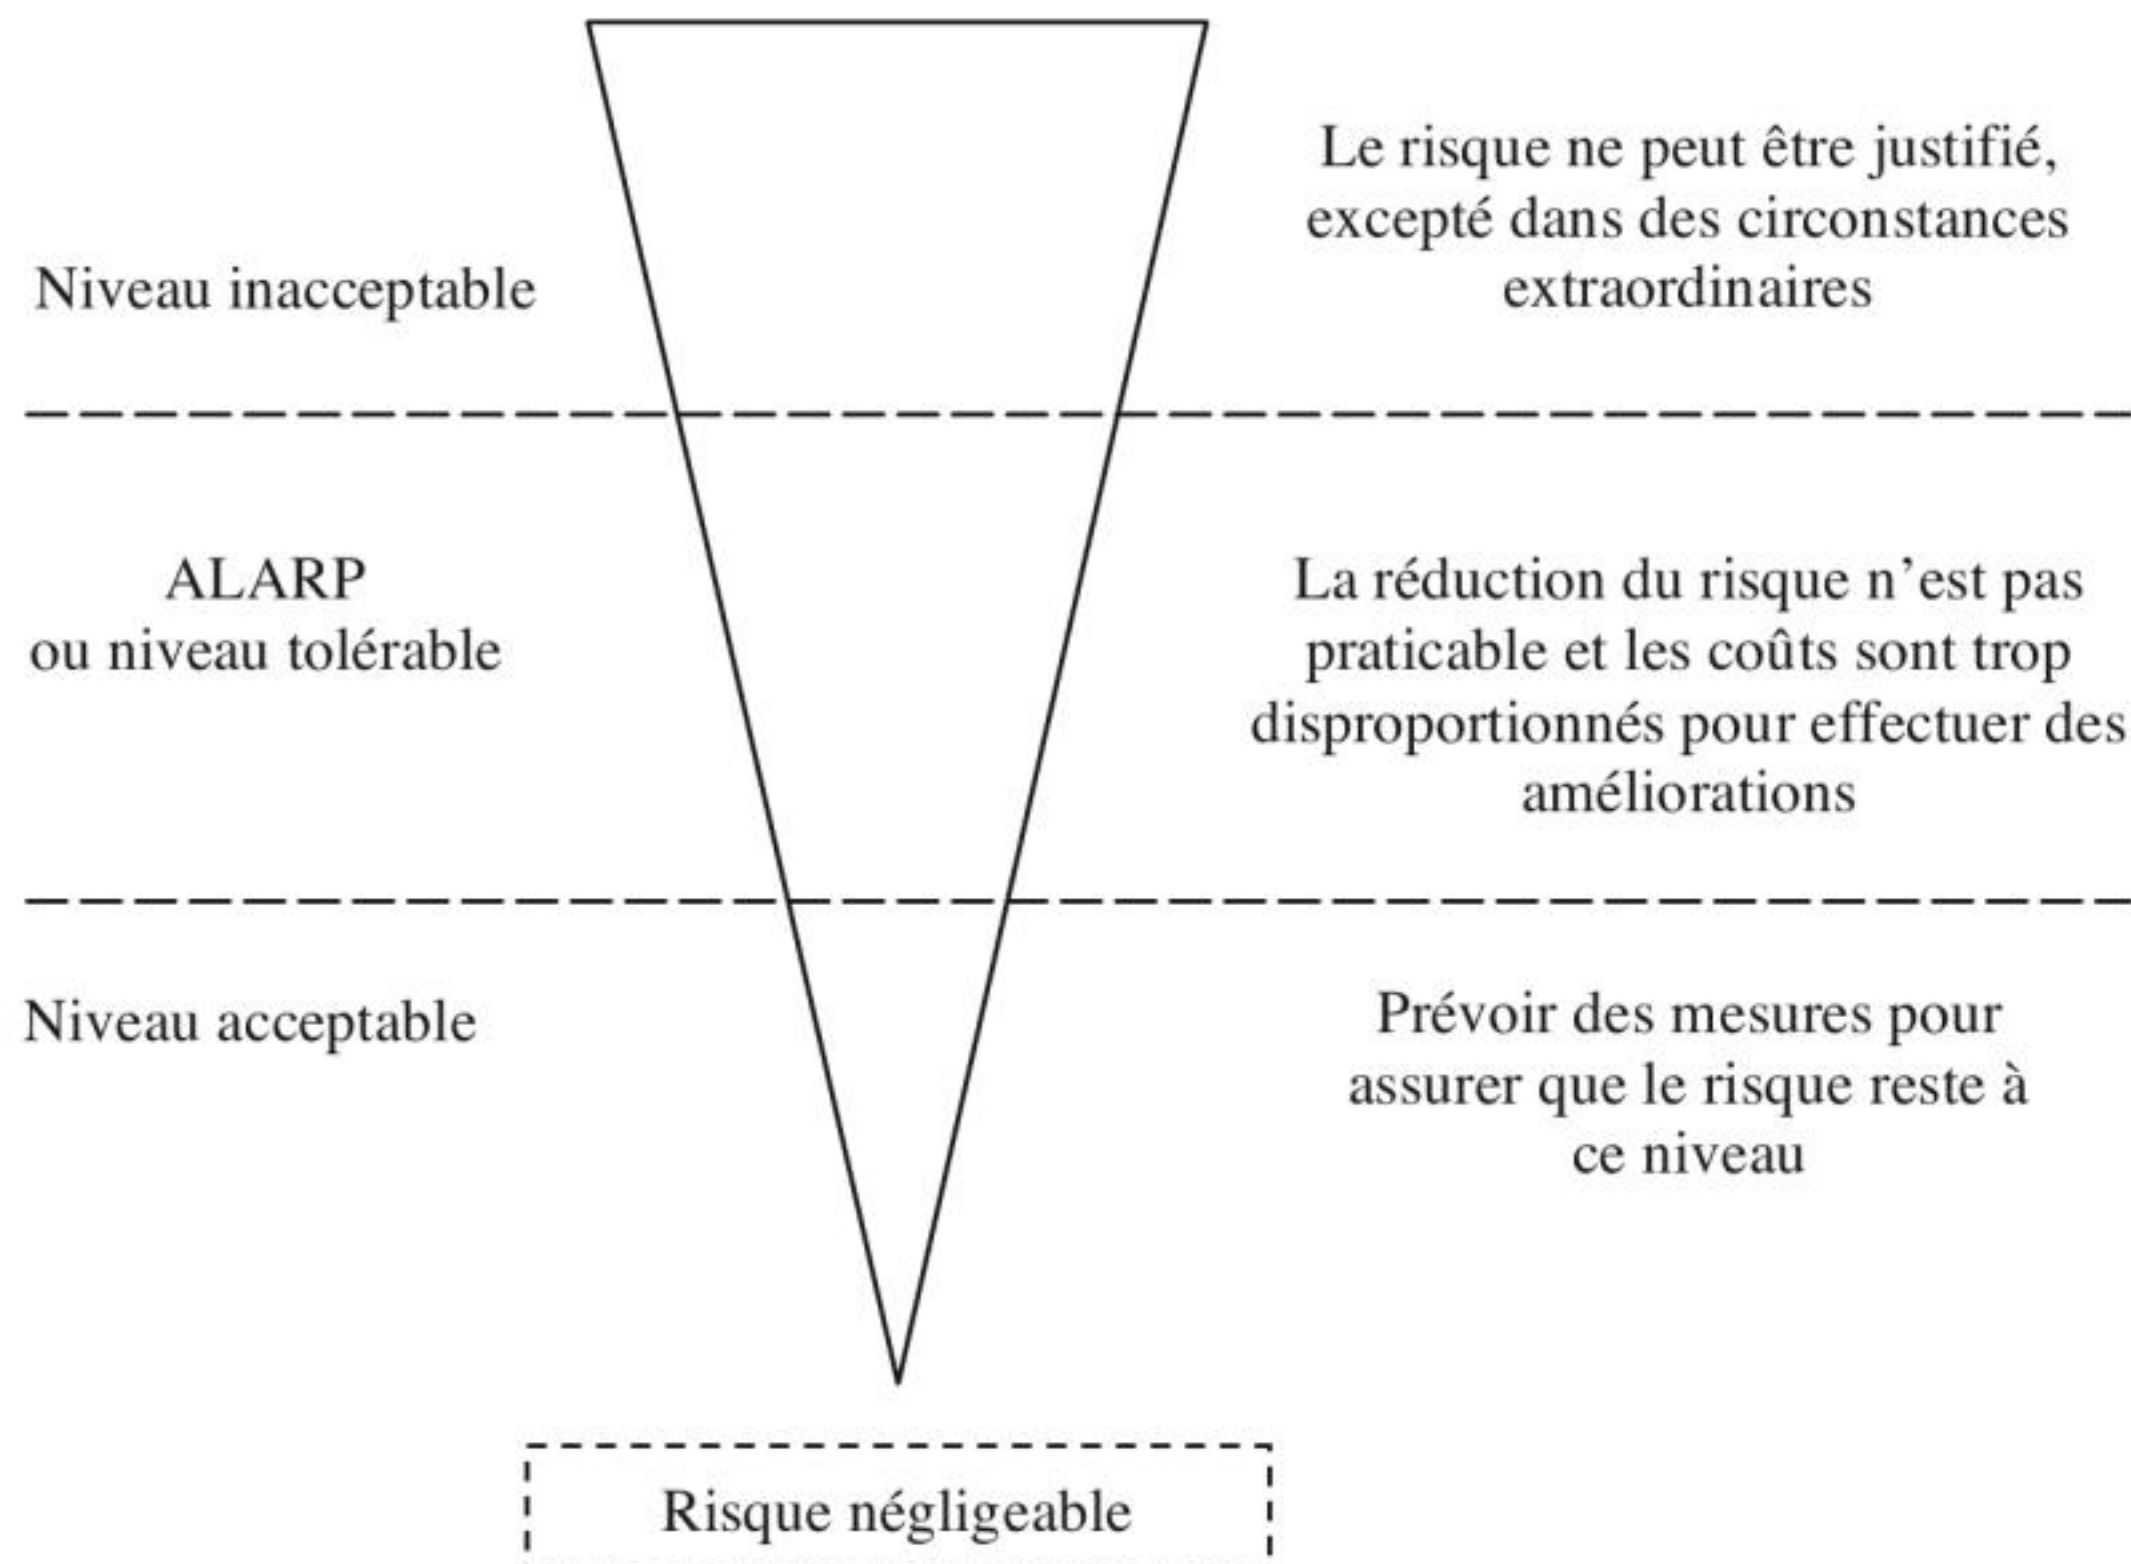 Le risque ne peut être justifié,
excepté dans des circonstances
extraordinaires
Niveau inacceptable
ALARP
ou niveau tolérable
La réduction du risque n’est pas
praticable et les coûts sont trop
disproportionnés pour effectuer des
améliorations
Niveau acceptable
Prévoir des mesures pour
assurer que le risque reste à
ce niveau
Risque négligeable